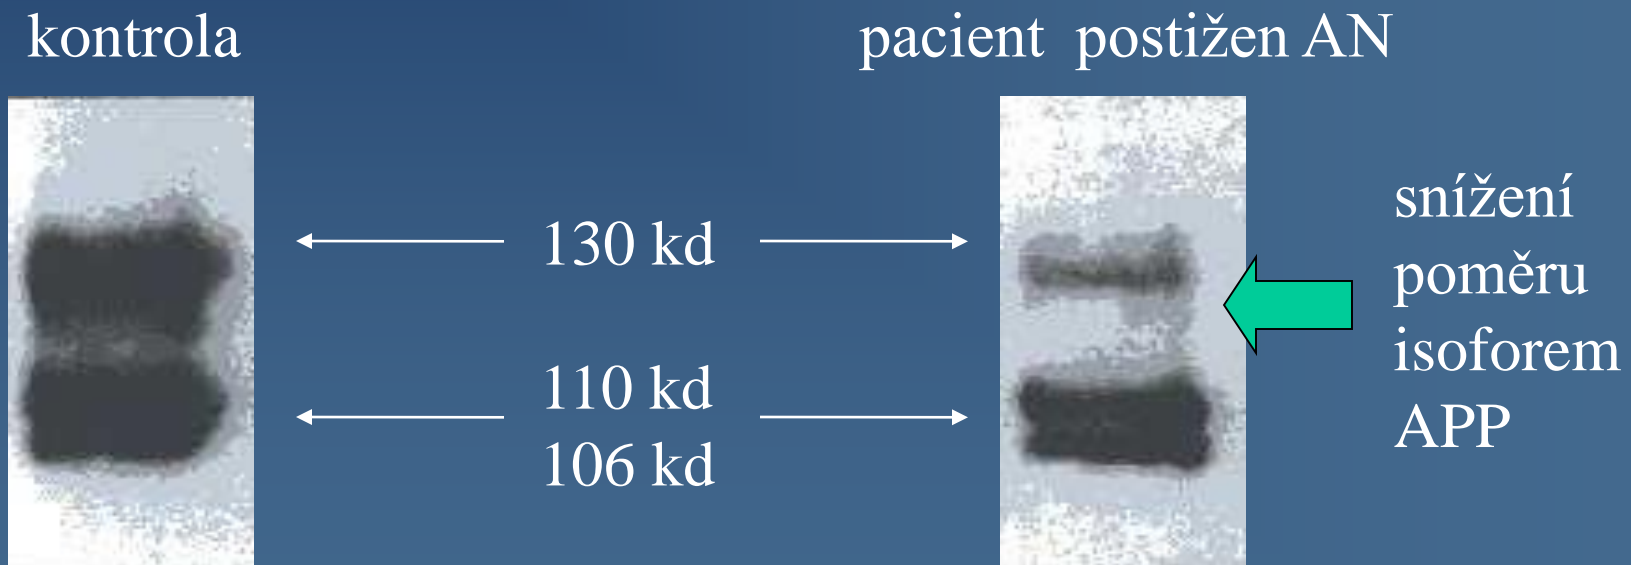 kontrola
pacient postižen AN
130 kd
110 kd
106 kd
snížení
poměru
isoforem
APP